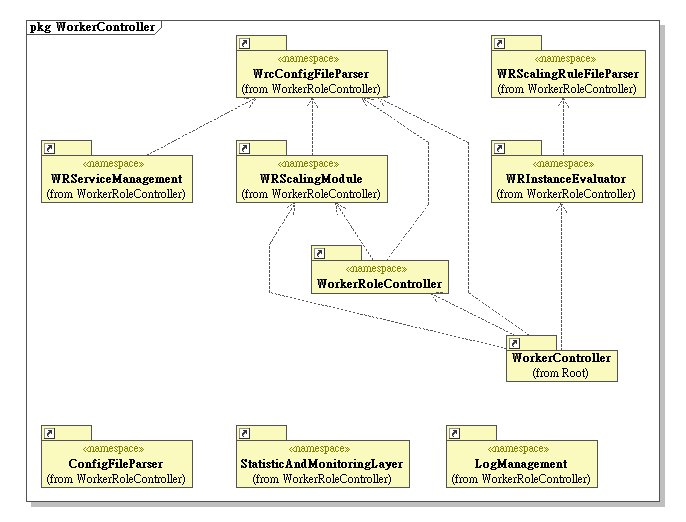 pkg WorkerController
«namespace»
WrcConfigFileParser
(from WorkerRoleController)
«namespace»
WRScalingRuleFileParser
(from WorkerRoleController)
«namespace»
WRServiceManagement
(from WorkerRoleController)
«namespace»
WRScalingModule
(from WorkerRoleController)
«namespace»
WRInstanceEvaluator
(from WorkerRoleController)
«namespace»
WorkerRoleController
WorkerController
(from Root)
«namespace»
ConfigFileParser
(from WorkerRoleController)
«namespace»
StatisticAndMonitoringLayer
(from WorkerRoleController)
«namespace»
LogManagement
(from WorkerRoleController)